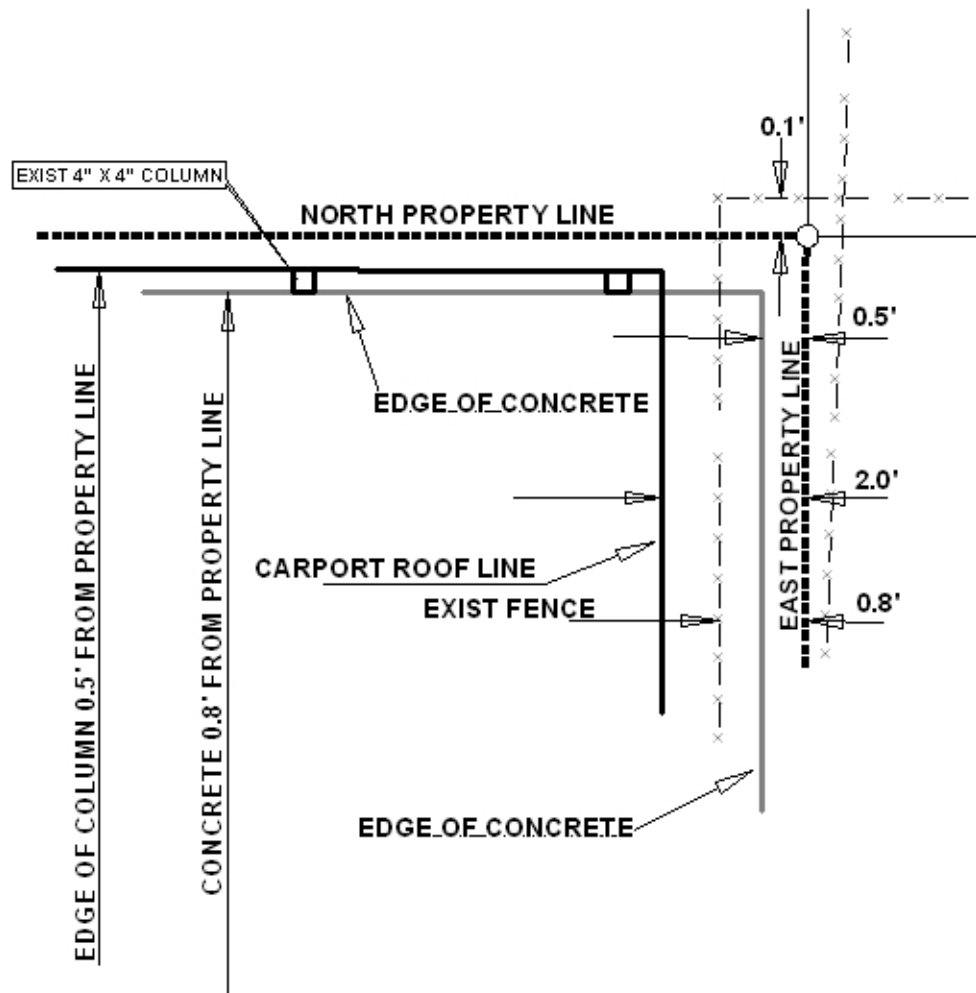 0.1'
EXIST 4" X 4" COLUMN
NORTH PROPERTY LINE
0.5'
EDGE OF CONCRETE
EAST PROPERTY LINE
2.0'
CARPORT ROOF LINE
EXIST FENCE
0.8'
EDGE OF COLUMN 0.5' FROM PROPERTY LINE
CONCRETE 0.8' FROM PROPERTY LINE
EDGE OF CONCRETE